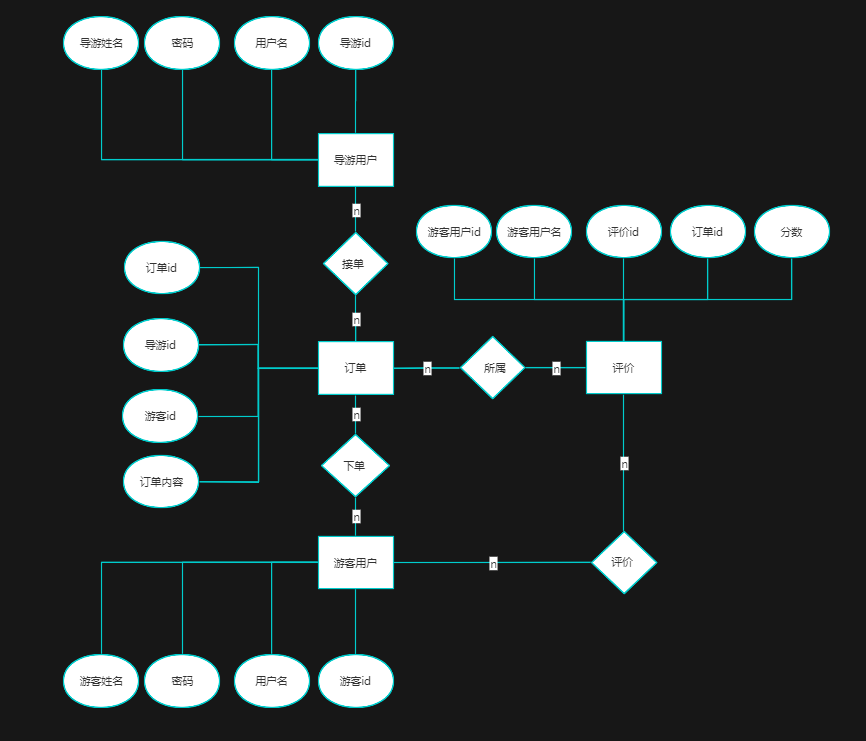 导游姓名
密码
用户名
导游id
导游用户
n
游客用户id
游客用户名
评价id
订单id
分数
接单
订单id
n
导游id
订单
n
所属
n
评价
游客id
n
下单
n
订单内容
n
游客用户
n
评价
游客姓名
密码
用户名
游客id